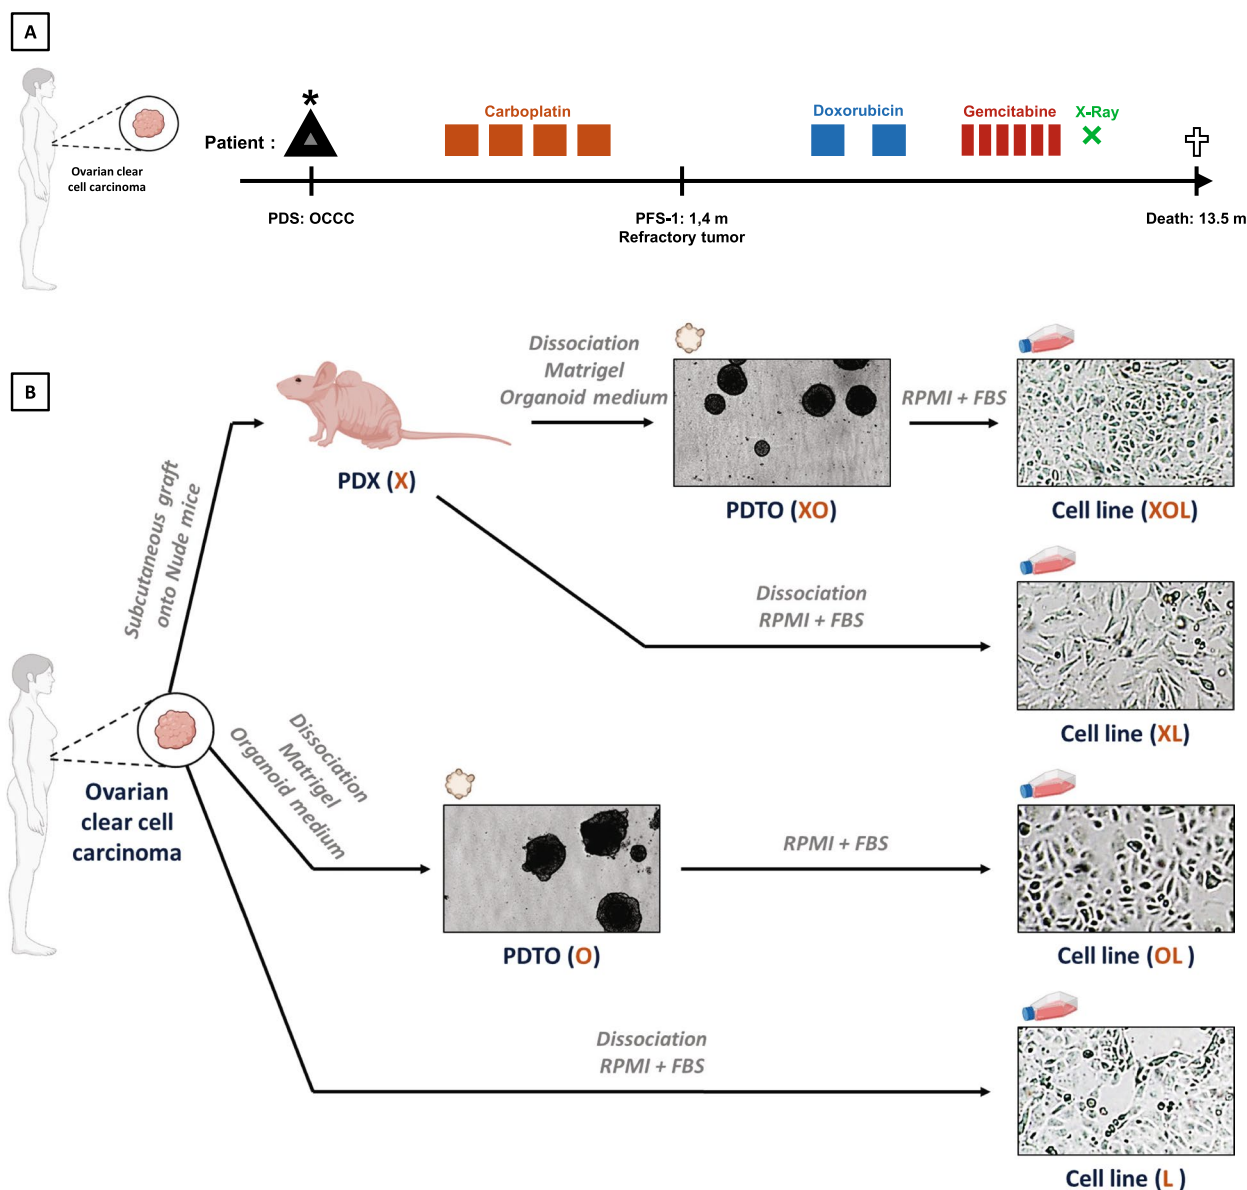 A
Ovarian clear
cell carcinoma
Patient :
*
Carboplatin
Doxorubicin
Gemcitabine
X-Ray
PDS: OCCC
PFS-1: 1,4 m
Refractory tumor
Death: 13.5 m
B
Subcutaneous graft
onto Nude mice
PDX (X)
Dissociation
Matrigel
Organoid medium
PDTO (XO)
RPMI + FBS
Cell line (XOL)
Dissociation
RPMI + FBS
Cell line (XL)
Ovarian
clear cell
carcinoma
Dissociation
Matrigel
Organoid medium
PDTO (O)
RPMI + FBS
Cell line (OL )
Dissociation
RPMI + FBS
Cell line (L )